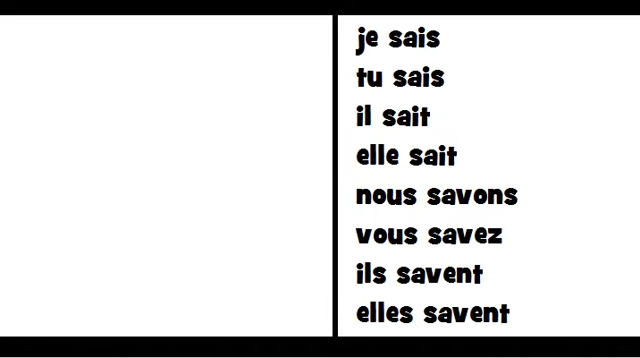 je sais
tu sais
il sait
elle sait
nous savons
vous savez
ils savent
elles savent